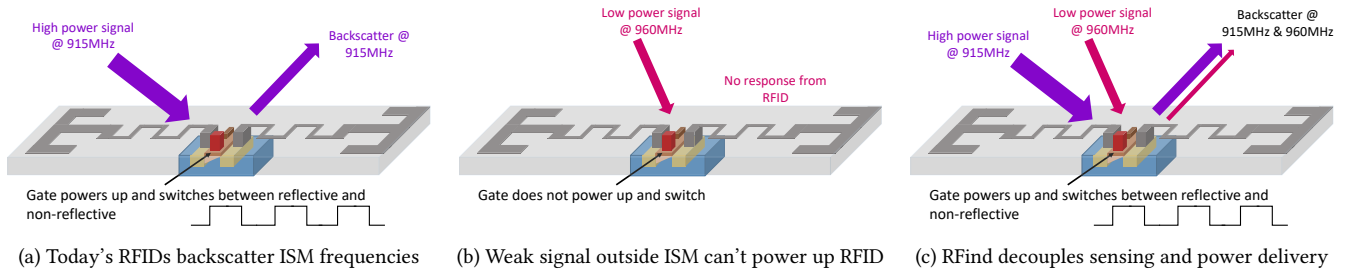 High power signal
@ 915MHz
Backscatter @
915MHz
Gate powers up and switches between reflective and
non-reflective
(a) Today's RFIDs backscatter ISM frequencies
Low power signal
@ 960MHz
No response from
RFID
Gate does not power up and switch
(b) Weak signal outside ISM can't power up RFID
High power signal
@ 915MHz
Low power signal
@ 960MHz
Backscatter @
915MHz & 960MHz
Gate powers up and switches between reflective and
non-reflective
(c) RFind decouples sensing and power delivery